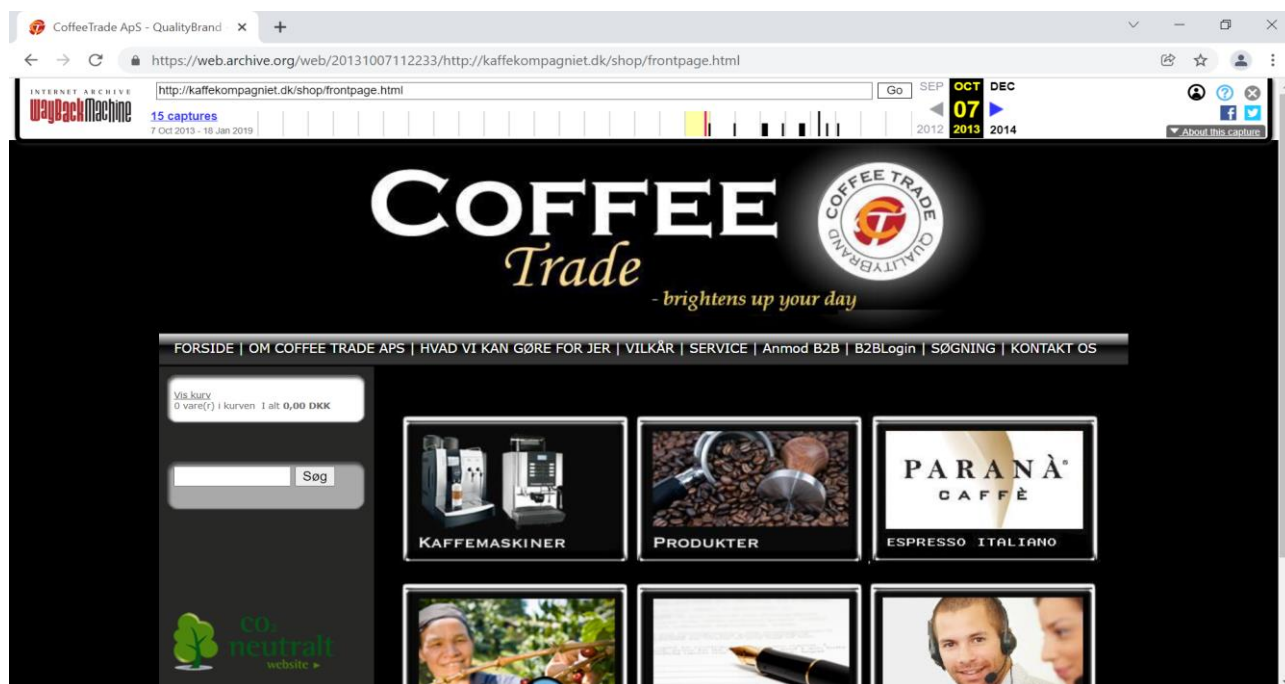 CoffeeTrade ApS - QualityBrand
https://web.archive.org/web/20131007112233/http://kaffekompagniet.dk/shop/frontpage.html
INTERNET ARCHIVE
WayBackMachine
http://kaffekompagniet.dk/shop/frontpage.html
Go
SEP OCT DEC
15 captures
07
7 Oct 2013 - 18 Jan 2019
2012 2013 2014
About this capture
COFFEE
Trade
- brightens up your day
COFFEE TRADE
QUALITYBRAND
FORSIDE | OM COFFEE TRADE APS | HVAD VI KAN GØRE FOR JER | VILKÅR | SERVICE | Anmod B2B | B2BLogin | SØGNING | KONTAKT OS
Vis kurv
0 vare(r) i kurven I alt 0,00 DKK
Søg
KAFFEMASKINER
PRODUKTER
PARANÀ®
CAFFÈ
ESPRESSO ITALIANO
CO₂
neutralt
website